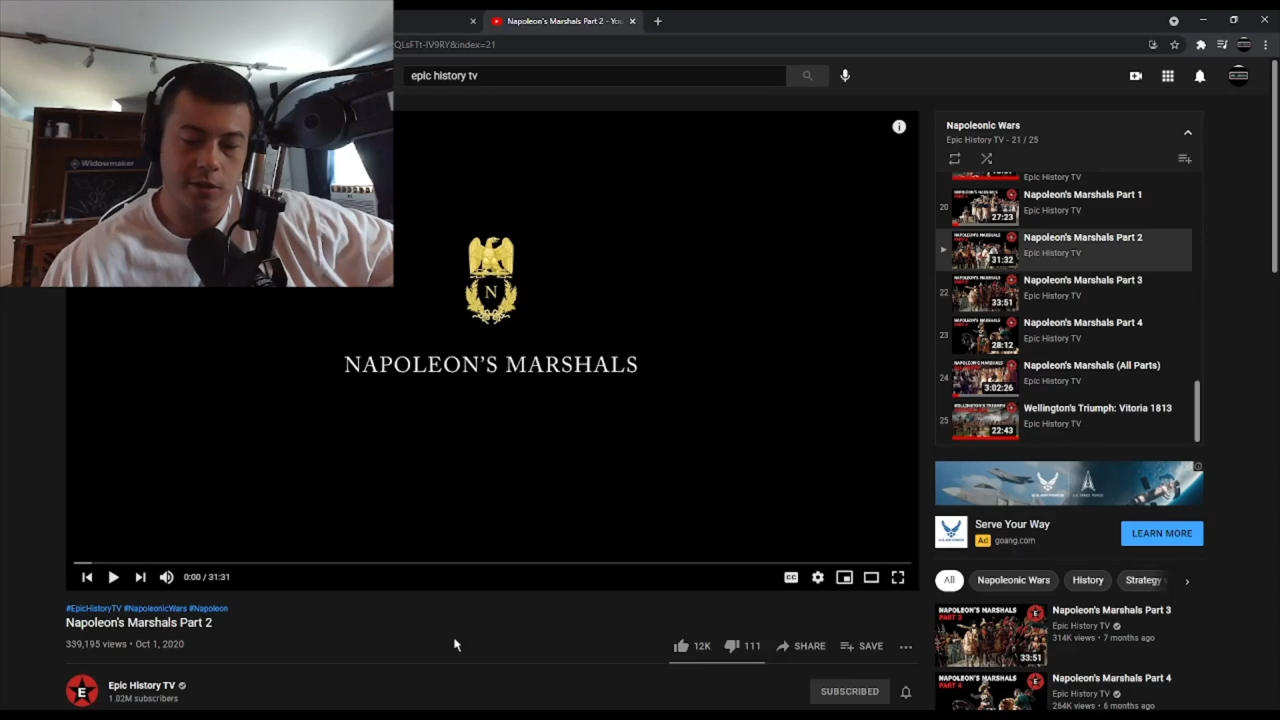 Napoleon's Marshals Part 2 - You
QLsFTt-IV9RY&index=21
epic history tv
Widowmaker
N
NAPOLEON'S MARSHALS
0:00 / 31:31
CC
#EpicHistoryTV #NapoleonicWars #Napoleon
Napoleon's Marshals Part 2
339,195 views • Oct 1, 2020
12K
111
SHARE
SAVE
E
Epic History TV
1.02M subscribers
SUBSCRIBED
Napoleonic Wars
Epic History TV - 21 / 25
Epic History TV
20
27:23
Napoleon's Marshals Part 1
Epic History TV
31:32
Napoleon's Marshals Part 2
Epic History TV
22
33:51
Napoleon's Marshals Part 3
Epic History TV
23
28:12
Napoleon's Marshals Part 4
Epic History TV
24
3:02:26
Napoleon's Marshals (All Parts)
Epic History TV
25
22:43
Wellington's Triumph: Vitoria 1813
Epic History TV
Serve Your Way
Ad goang.com
LEARN MORE
All
Napoleonic Wars
History
Strategy
NAPOLEON'S MARSHALS
PART 3
33:51
Napoleon's Marshals Part 3
Epic History TV
314K views • 7 months ago
NAPOLEON'S MARSHALS
Napoleon's Marshals Part 4
Epic History TV
264K views • 6 months ago